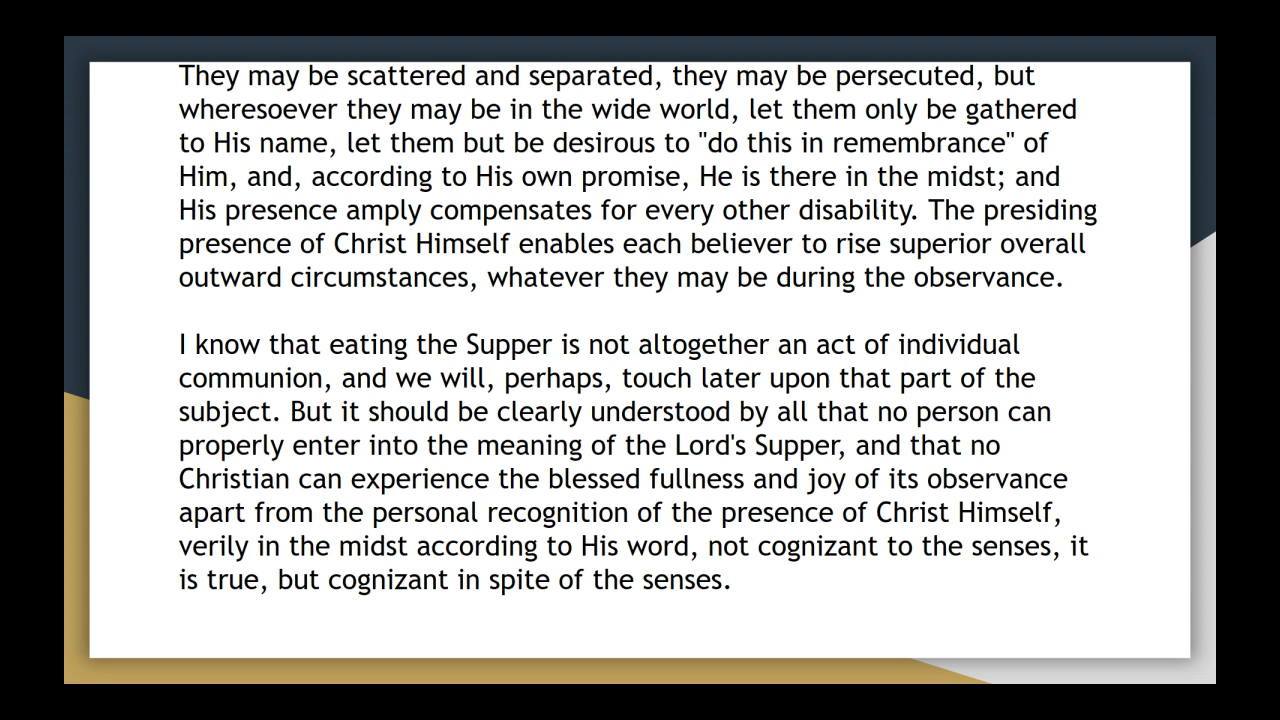 They may be scattered and separated, they may be persecuted, but
wheresoever they may be in the wide world, let them only be gathered
to His name, let them but be desirous to "do this in remembrance" of
Him, and, according to His own promise, He is there in the midst; and
His presence amply compensates for every other disability. The presiding
presence of Christ Himself enables each believer to rise superior overall
outward circumstances, whatever they may be during the observance.
I know that eating the Supper is not altogether an act of individual
communion, and we will, perhaps, touch later upon that part of the
subject. But it should be clearly understood by all that no person can
properly enter into the meaning of the Lord's Supper, and that no
Christian can experience the blessed fullness and joy of its observance
apart from the personal recognition of the presence of Christ Himself,
verily in the midst according to His word, not cognizant to the senses, it
is true, but cognizant in spite of the senses.